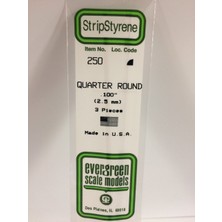 StripStyrene
Item No. Loc. Code
250
QUARTER ROUND
.100"
(2.5 mm)
3 Pieces
Made in U.S.A.
evergreen
scale models
Des Plaines, IL 60018